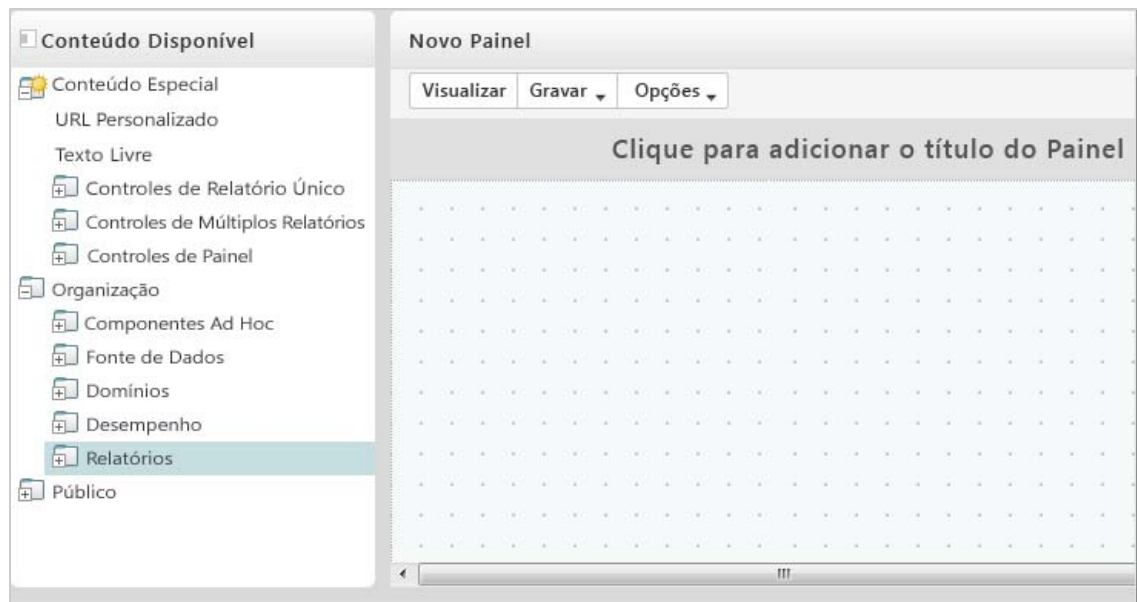 Conteúdo Disponível
Conteúdo Especial
URL Personalizado
Texto Livre
Controles de Relatório Único
Controles de Múltiplos Relatórios
Controles de Painel
Organização
Componentes Ad Hoc
Fonte de Dados
Domínios
Desempenho
Relatórios
Público
Novo Painel
Visualizar Gravar Opções
Clique para adicionar o título do Painel